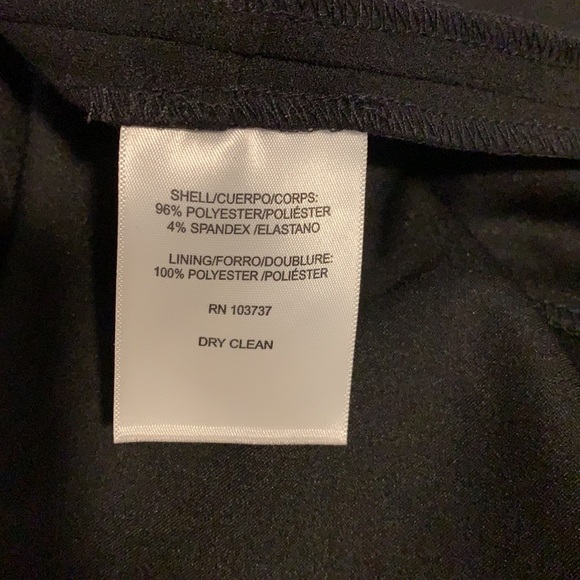 SHELL/CUERPO/CORPS:
96% POLYESTER/POLIÉSTER
4% SPANDEX /ELASTANO
LINING/FORRO/DOUBLURE:
100% POLYESTER /POLIÉSTER
RN 103737
DRY CLEAN